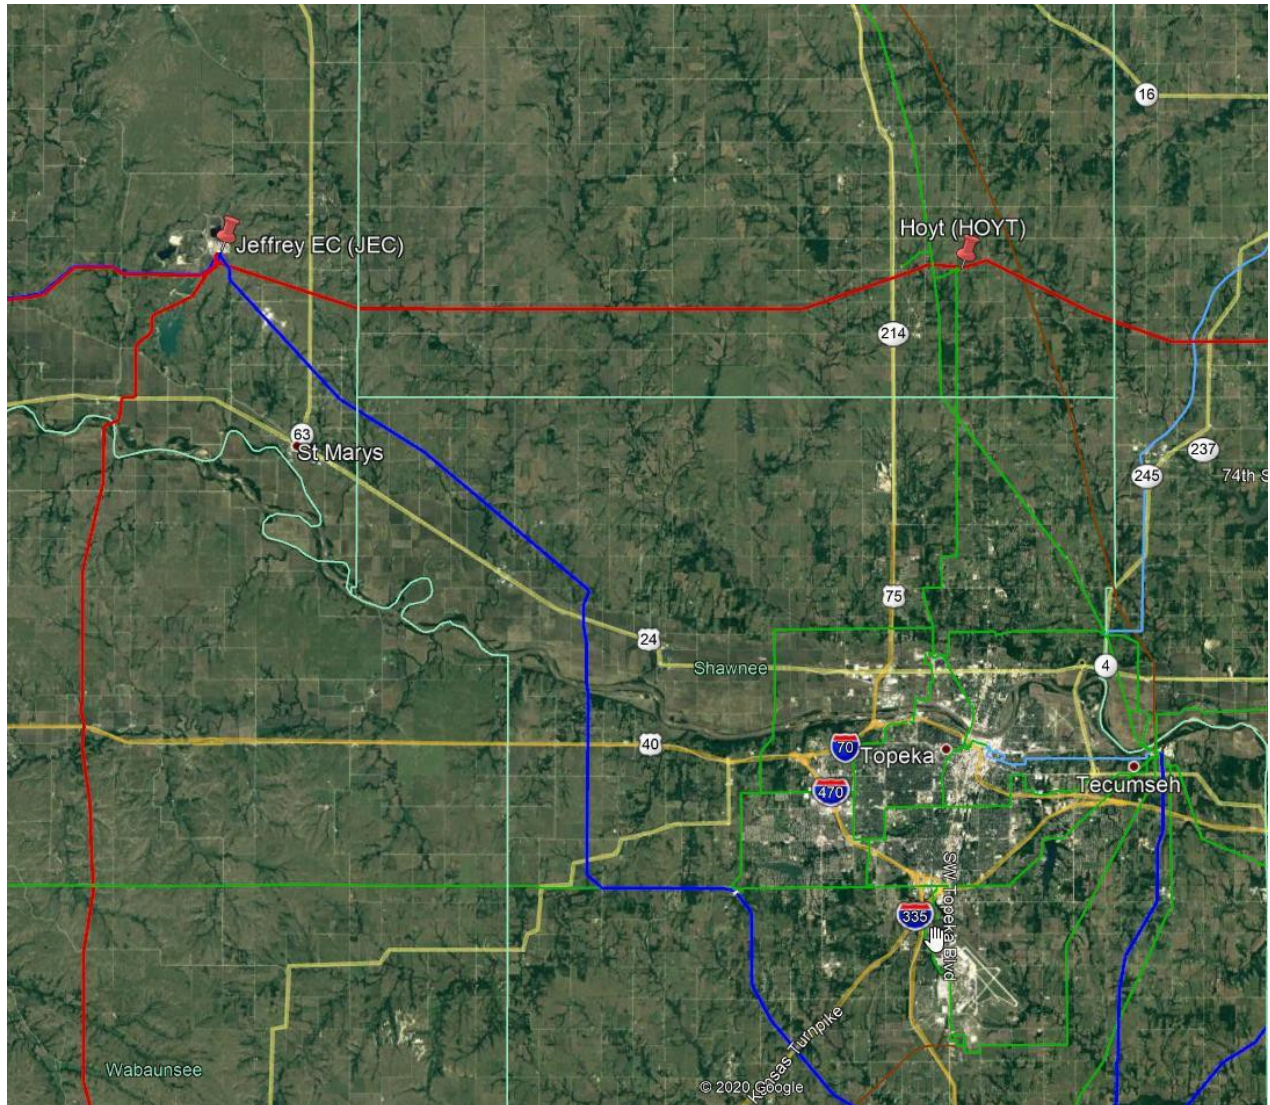 16
Hoyt (HOYT)
Jeffrey EC (JEC)
214
63
St Marys
237
245
74th S
75
24
Shawnee
4
40
70
Topeka
Tecumseh
470
335
SW Topeka Blvd
Kansas Turnpike
Wabaunsee
© 2020 Google